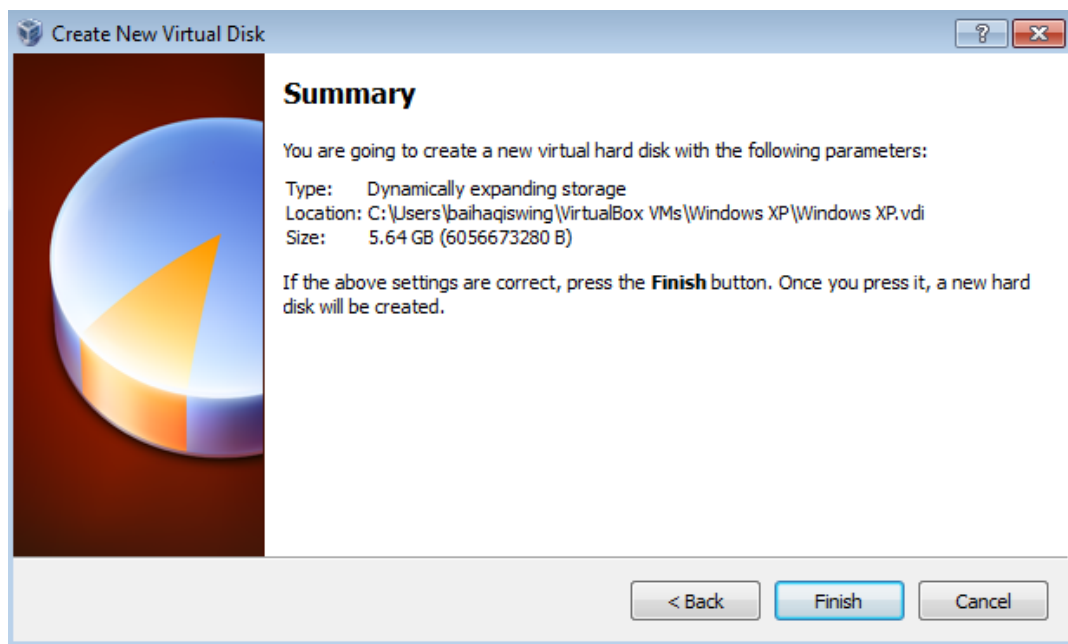 Create New Virtual Disk
?
Summary
You are going to create a new virtual hard disk with the following parameters:
Type: Dynamically expanding storage
Location: C:\Users\baihaqiswing\VirtualBox VMs\Windows XP\Windows XP.vdi
Size: 5.64 GB (6056673280 B)
If the above settings are correct, press the Finish button. Once you press it, a new hard
disk will be created.
< Back Finish Cancel